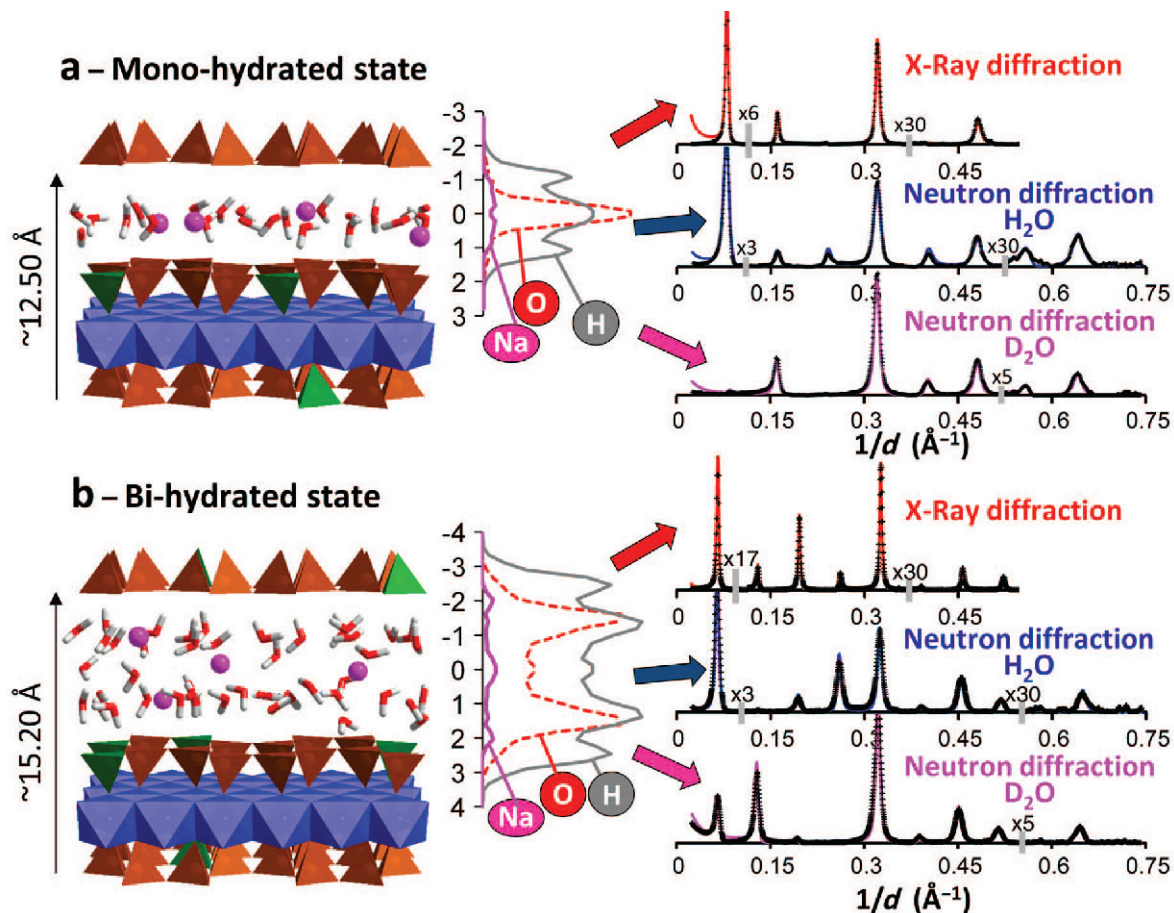 a – Mono-hydrated state
~12.50 Å
-3
-2
-1
0
1
2
3
O
H
Na
X-Ray diffraction
x6
x30
0
0.15
0.3
0.45
Neutron diffraction
H₂O
x3
x30
0
0.15
0.3
0.45
0.6
0.75
Neutron diffraction
D₂O
x5
0
0.15
0.3
0.45
0.6
0.75
1/d (Å⁻¹)
b – Bi-hydrated state
~15.20 Å
-4
-3
-2
-1
0
1
2
3
4
O
H
Na
X-Ray diffraction
x17
x30
0
0.15
0.3
0.45
Neutron diffraction
H₂O
x3
x30
0
0.15
0.3
0.45
0.6
0.75
Neutron diffraction
D₂O
x5
0
0.15
0.3
0.45
0.6
0.75
1/d (Å⁻¹)